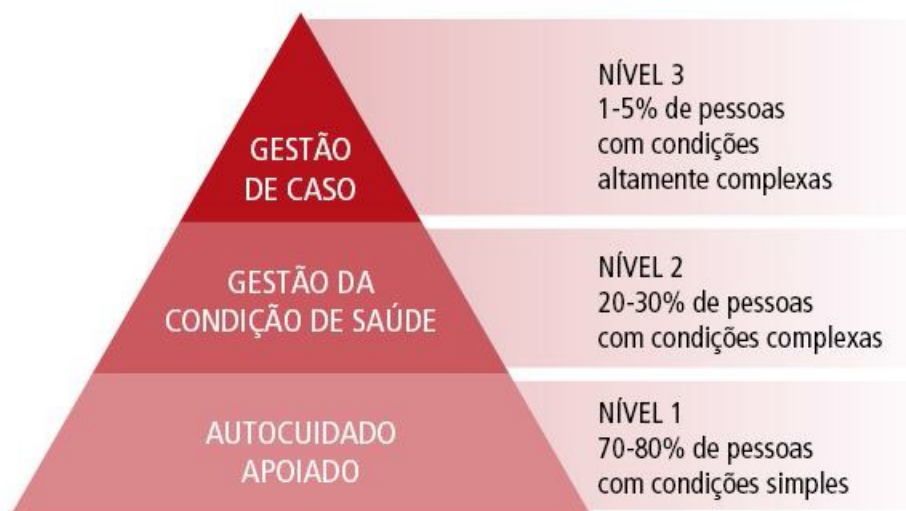 GESTÃO
DE CASO
NÍVEL 3
1-5% de pessoas
com condições
altamente complexas
GESTÃO DA
CONDIÇÃO DE SAÚDE
NÍVEL 2
20-30% de pessoas
com condições complexas
AUTOCUIDADO
APOIADO
NÍVEL 1
70-80% de pessoas
com condições simples